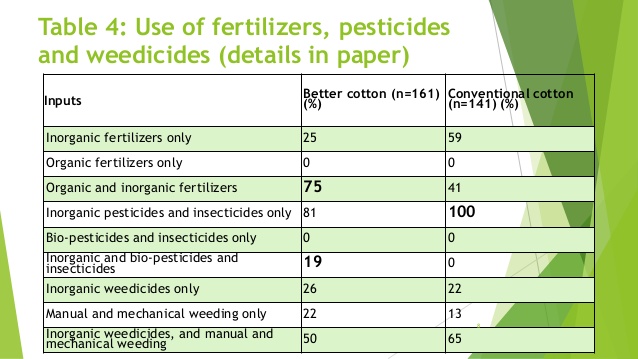 Table 4: Use of fertilizers, pesticides
and weedicides (details in paper)
Inputs
Better cotton (n=161)
(%)
Conventional cotton
(n=141) (%)
Inorganic fertilizers only 25 59
Organic fertilizers only 0 0
Organic and inorganic fertilizers 75 41
Inorganic pesticides and insecticides only 81 100
Bio-pesticides and insecticides only 0 0
Inorganic and bio-pesticides and
insecticides 19 0
Inorganic weedicides only 26 22
Manual and mechanical weeding only 22 13
Inorganic weedicides, and manual and
mechanical weeding 50 65